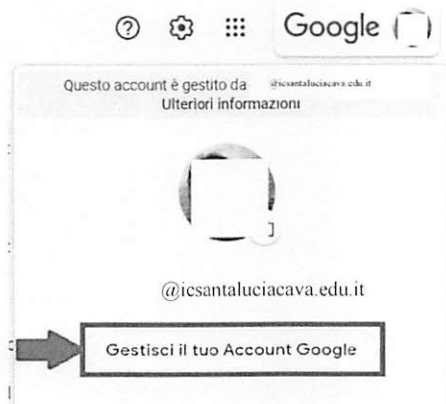 Google
Questo account è gestito da @icsantaluciacava.edu.it
Ulteriori informazioni
@icsantaluciacava.edu.it
Gestisci il tuo Account Google